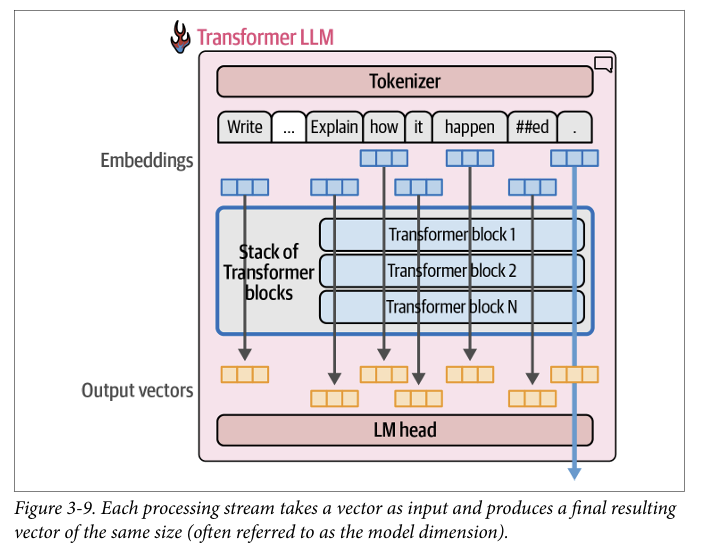 Transformer LLM
Tokenizer
Write ... Explain how it happen ##ed .
Embeddings
Stack of
Transformer
blocks
Transformer block 1
Transformer block 2
Transformer block N
Output vectors
LM head
Figure 3-9. Each processing stream takes a vector as input and produces a final resulting
vector of the same size (often referred to as the model dimension).